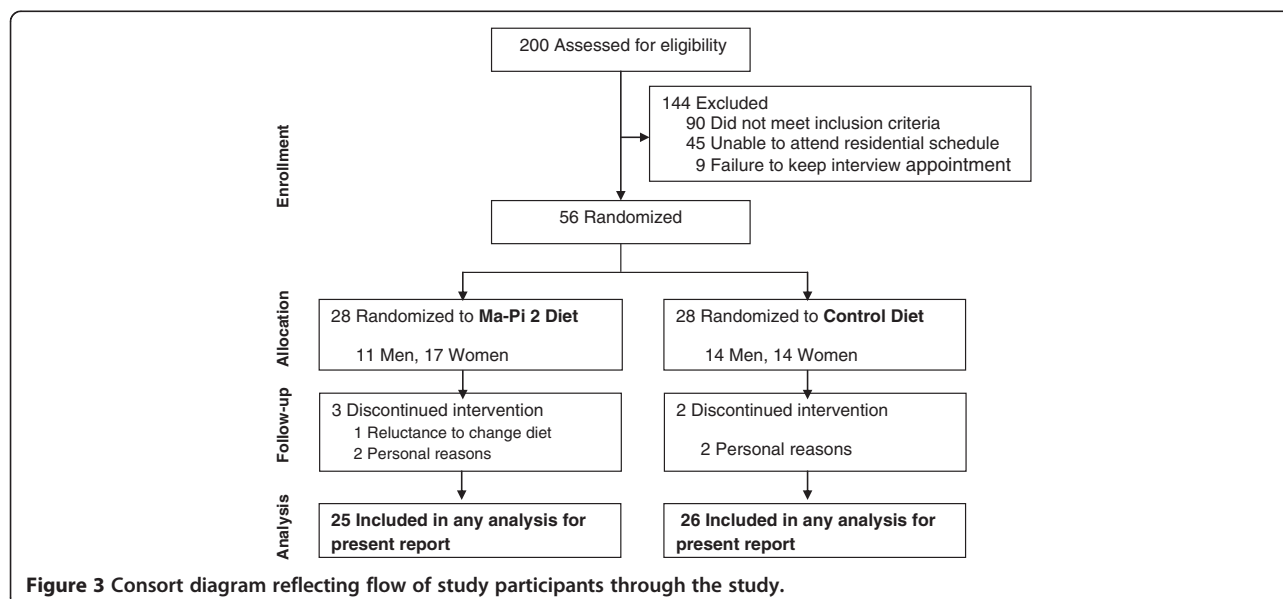 200 Assessed for eligibility
Enrollment
144 Excluded
90 Did not meet inclusion criteria
45 Unable to attend residential schedule
9 Failure to keep interview appointment
56 Randomized
Allocation
28 Randomized to Ma-Pi 2 Diet
11 Men, 17 Women
28 Randomized to Control Diet
14 Men, 14 Women
Follow-up
3 Discontinued intervention
1 Reluctance to change diet
2 Personal reasons
2 Discontinued intervention
2 Personal reasons
Analysis
25 Included in any analysis for
present report
26 Included in any analysis for
present report
Figure 3 Consort diagram reflecting flow of study participants through the study.